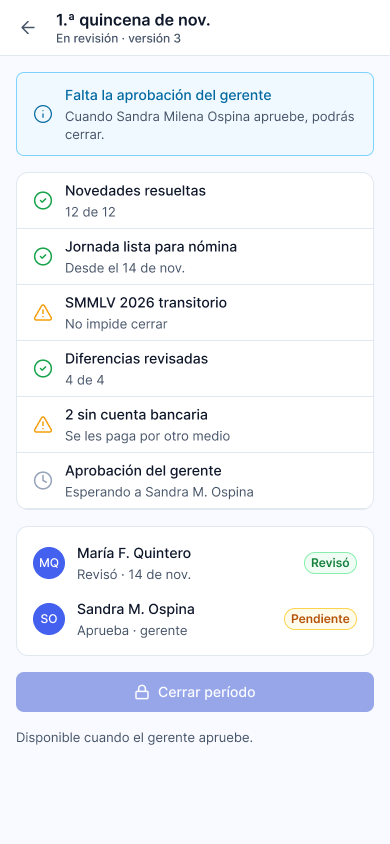 1.ª quincena de nov.
En revisión · versión 3
Falta la aprobación del gerente
Cuando Sandra Milena Ospina apruebe, podrás
cerrar.
Novedades resueltas
12 de 12
Jornada lista para nómina
Desde el 14 de nov.
SMMLV 2026 transitorio
No impide cerrar
Diferencias revisadas
4 de 4
2 sin cuenta bancaria
Se les paga por otro medio
Aprobación del gerente
Esperando a Sandra M. Ospina
MQ
María F. Quintero
Revisó · 14 de nov.
Revisó
SO
Sandra M. Ospina
Aprueba · gerente
Pendiente
Cerrar período
Disponible cuando el gerente apruebe.